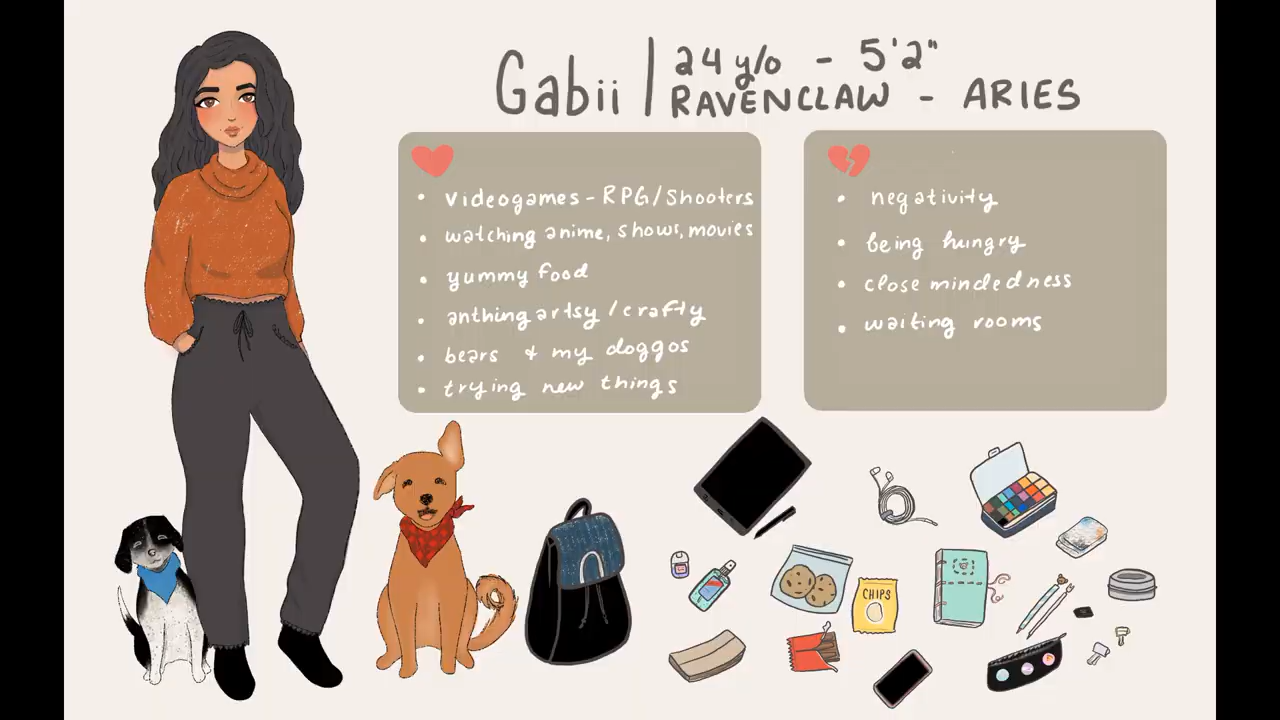 Gabii
24 y/o - 5'2"
RAVENCLAW - ARIES
• videogames - RPG/Shooters
• watching anime, shows, movies
• yummy food
• anthing artsy / crafty
• bears & my doggos
• trying new things
• negativity
• being hungry
• close mindedness
• waiting rooms
CHIPS